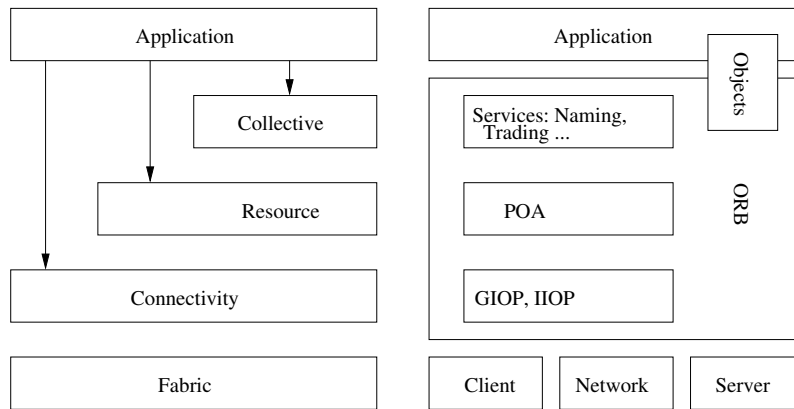 Application
Collective
Resource
Connectivity
Fabric
Application
Objects
Services: Naming,
Trading ...
ORB
POA
GIOP, IIOP
Client
Network
Server